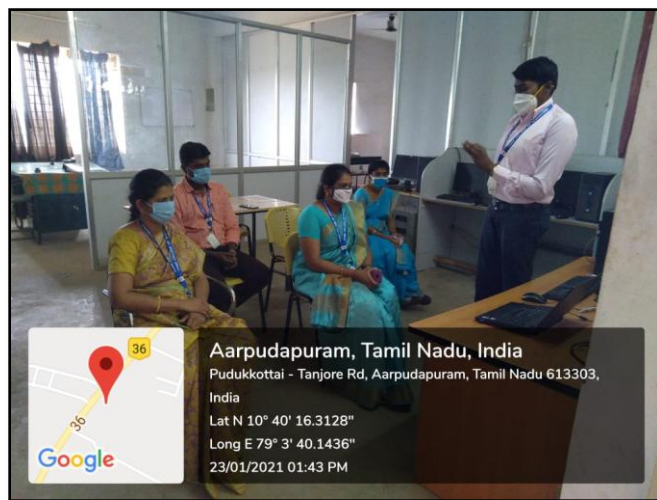 36
36
Google
Aarpudapuram, Tamil Nadu, India
Pudukkottai - Tanjore Rd, Aarpudapuram, Tamil Nadu 613303,
India
Lat N 10° 40' 16.3128"
Long E 79° 3' 40.1436"
23/01/2021 01:43 PM